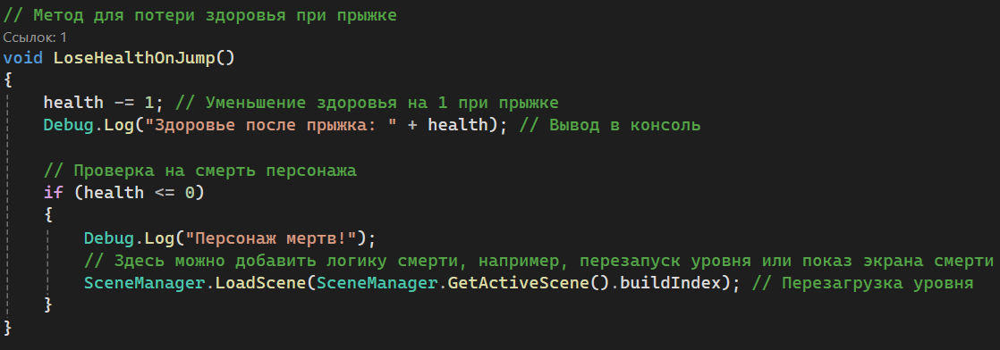 // Метод для потери здоровья при прыжке
Ссылок: 1
void LoseHealthOnJump()
{
health -= 1; // Уменьшение здоровья на 1 при прыжке
Debug.Log("Здоровье после прыжка: " + health); // Вывод в консоль
// Проверка на смерть персонажа
if (health <= 0)
{
Debug.Log("Персонаж мертв!");
// Здесь можно добавить логику смерти, например, перезапуск уровня или показ экрана смерти
SceneManager.LoadScene(SceneManager.GetActiveScene().buildIndex); // Перезагрузка уровня
}
}